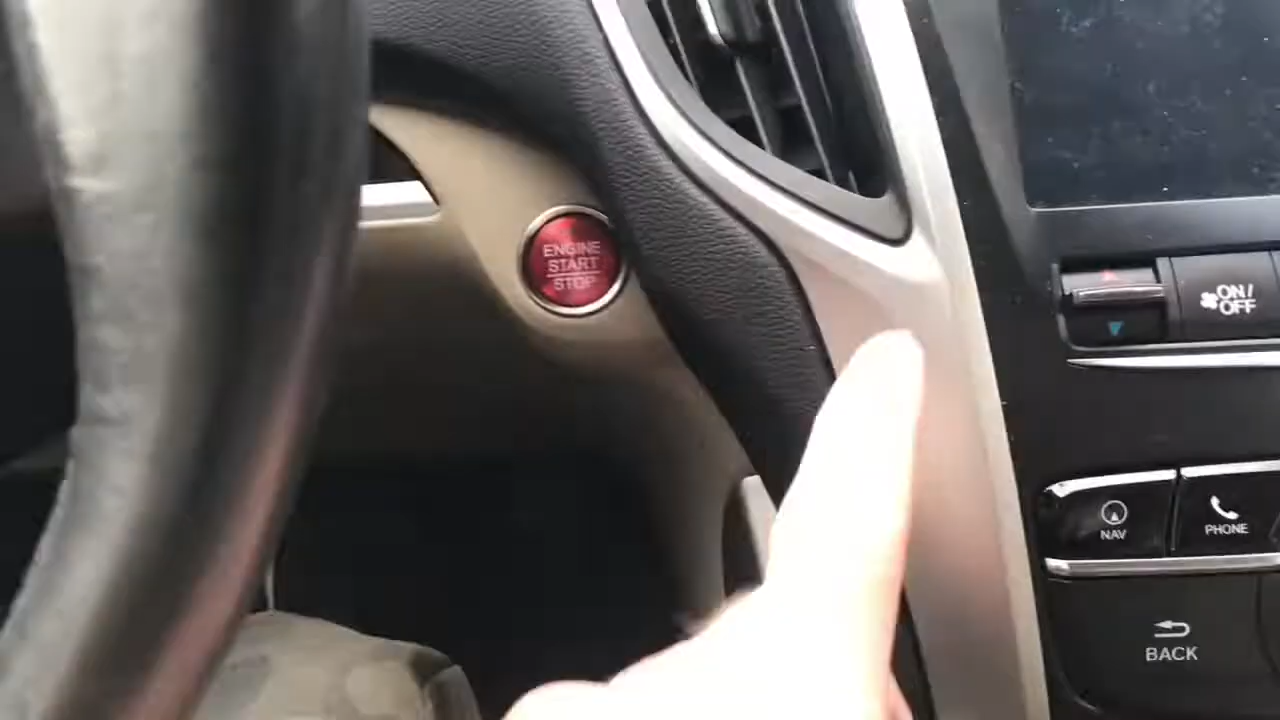 ENGINE
START
STOP
ON/
OFF
NAV
PHONE
BACK